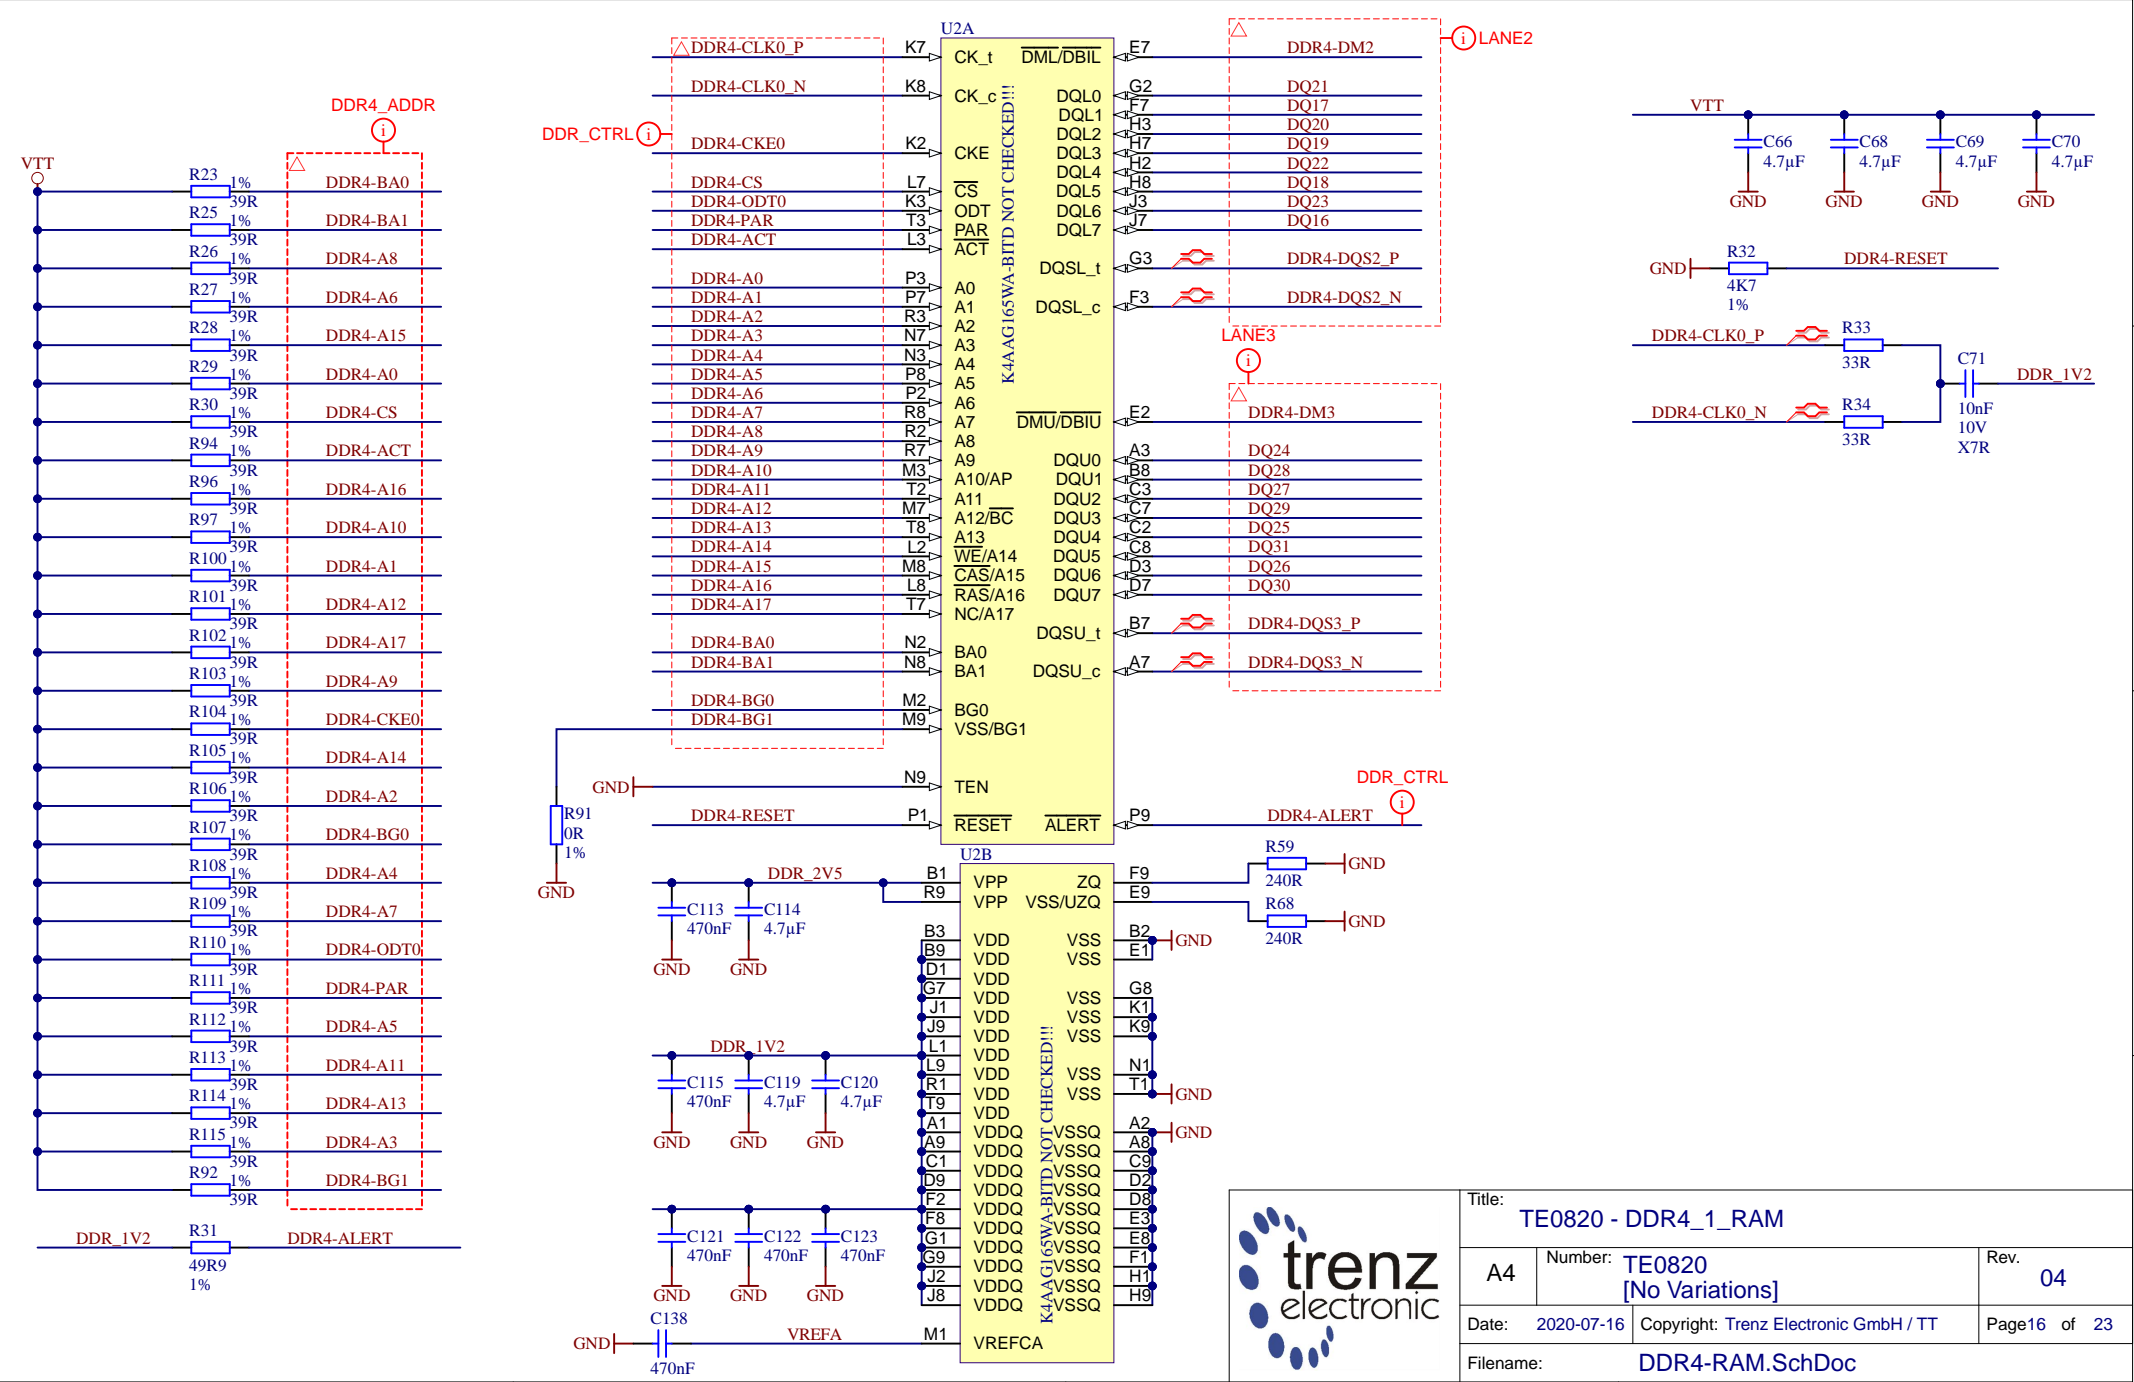 DDR4_ADDR
i
VTT
R23 1% 39R DDR4-BA0
R25 1% 39R DDR4-BA1
R26 1% 39R DDR4-A8
R27 1% 39R DDR4-A6
R28 1% 39R DDR4-A15
R29 1% 39R DDR4-A0
R30 1% 39R DDR4-CS
R94 1% 39R DDR4-ACT
R96 1% 39R DDR4-A16
R97 1% 39R DDR4-A10
R100 1% 39R DDR4-A1
R101 1% 39R DDR4-A12
R102 1% 39R DDR4-A17
R103 1% 39R DDR4-A9
R104 1% 39R DDR4-CKE0
R105 1% 39R DDR4-A14
R106 1% 39R DDR4-A2
R107 1% 39R DDR4-BG0
R108 1% 39R DDR4-A4
R109 1% 39R DDR4-A7
R110 1% 39R DDR4-ODT0
R111 1% 39R DDR4-PAR
R112 1% 39R DDR4-A5
R113 1% 39R DDR4-A11
R114 1% 39R DDR4-A13
R115 1% 39R DDR4-A3
R92 1% 39R DDR4-BG1
DDR_1V2 R31 49R9 1% DDR4-ALERT
U2A
DDR_CTRL i
DDR4-CLK0_P K7 CK_t
DDR4-CLK0_N K8 CK_c
DDR4-CKE0 K2 CKE
DDR4-CS L7 CS
DDR4-ODT0 K3 ODT
DDR4-PAR T3 PAR
DDR4-ACT L3 ACT
DDR4-A0 P3 A0
DDR4-A1 P7 A1
DDR4-A2 R3 A2
DDR4-A3 N7 A3
DDR4-A4 N3 A4
DDR4-A5 P8 A5
DDR4-A6 P2 A6
DDR4-A7 R8 A7
DDR4-A8 R2 A8
DDR4-A9 R7 A9
DDR4-A10 M3 A10/AP
DDR4-A11 T2 A11
DDR4-A12 M7 A12/BC
DDR4-A13 T8 A13
DDR4-A14 L2 WE/A14
DDR4-A15 M8 CAS/A15
DDR4-A16 L8 RAS/A16
DDR4-A17 T7 NC/A17
DDR4-BA0 N2 BA0
DDR4-BA1 N8 BA1
DDR4-BG0 M2 BG0
DDR4-BG1 M9 VSS/BG1
R91 0R 1% GND
GND N9 TEN
DDR4-RESET P1 RESET
K4AAG165WA-BITD NOT CHECKED!!!
LANE2 i
DML/DBIL E7 DDR4-DM2
DQL0 G2 DQ21
DQL1 F7 DQ17
DQL2 H3 DQ20
DQL3 H7 DQ19
DQL4 H2 DQ22
DQL5 H8 DQ18
DQL6 J3 DQ23
DQL7 J7 DQ16
DQSL_t G3 DDR4-DQS2_P
DQSL_c F3 DDR4-DQS2_N
LANE3
i
DMU/DBIU E2 DDR4-DM3
DQU0 A3 DQ24
DQU1 B8 DQ28
DQU2 C3 DQ27
DQU3 C7 DQ29
DQU4 C2 DQ25
DQU5 C8 DQ31
DQU6 D3 DQ26
DQU7 D7 DQ30
DQSU_t B7 DDR4-DQS3_P
DQSU_c A7 DDR4-DQS3_N
DDR_CTRL
i
ALERT P9 DDR4-ALERT
U2B
DDR_2V5 B1 VPP
R9 VPP
C113 470nF GND
C114 4.7µF GND
B3 VDD
B9 VDD
D1 VDD
G7 VDD
J1 VDD
J9 VDD
DDR_1V2 L1 VDD
L9 VDD
R1 VDD
T9 VDD
C115 470nF GND
C119 4.7µF GND
C120 4.7µF GND
A1 VDDQ
A9 VDDQ
C1 VDDQ
D9 VDDQ
F2 VDDQ
F8 VDDQ
G1 VDDQ
G9 VDDQ
J2 VDDQ
J8 VDDQ
C121 470nF GND
C122 470nF GND
C123 470nF GND
GND C138 470nF VREFA M1 VREFCA
K4AAG165WA-BITD NOT CHECKED!!!
ZQ F9 R59 240R GND
VSS/UZQ E9 R68 240R GND
VSS B2 GND
VSS E1
VSS G8
VSS K1
VSS K9
VSS N1
VSS T1 GND
VSSQ A2 GND
VSSQ A8
VSSQ C9
VSSQ D2
VSSQ D8
VSSQ E3
VSSQ E8
VSSQ F1
VSSQ H1
VSSQ H9
VTT
C66 4.7µF GND
C68 4.7µF GND
C69 4.7µF GND
C70 4.7µF GND
GND R32 4K7 1% DDR4-RESET
DDR4-CLK0_P R33 33R
DDR4-CLK0_N R34 33R
C71 10nF 10V X7R DDR_1V2
trenz
electronic
Title: TE0820 - DDR4_1_RAM
A4 Number: TE0820 [No Variations] Rev. 04
Date: 2020-07-16 Copyright: Trenz Electronic GmbH / TT Page16 of 23
Filename: DDR4-RAM.SchDoc